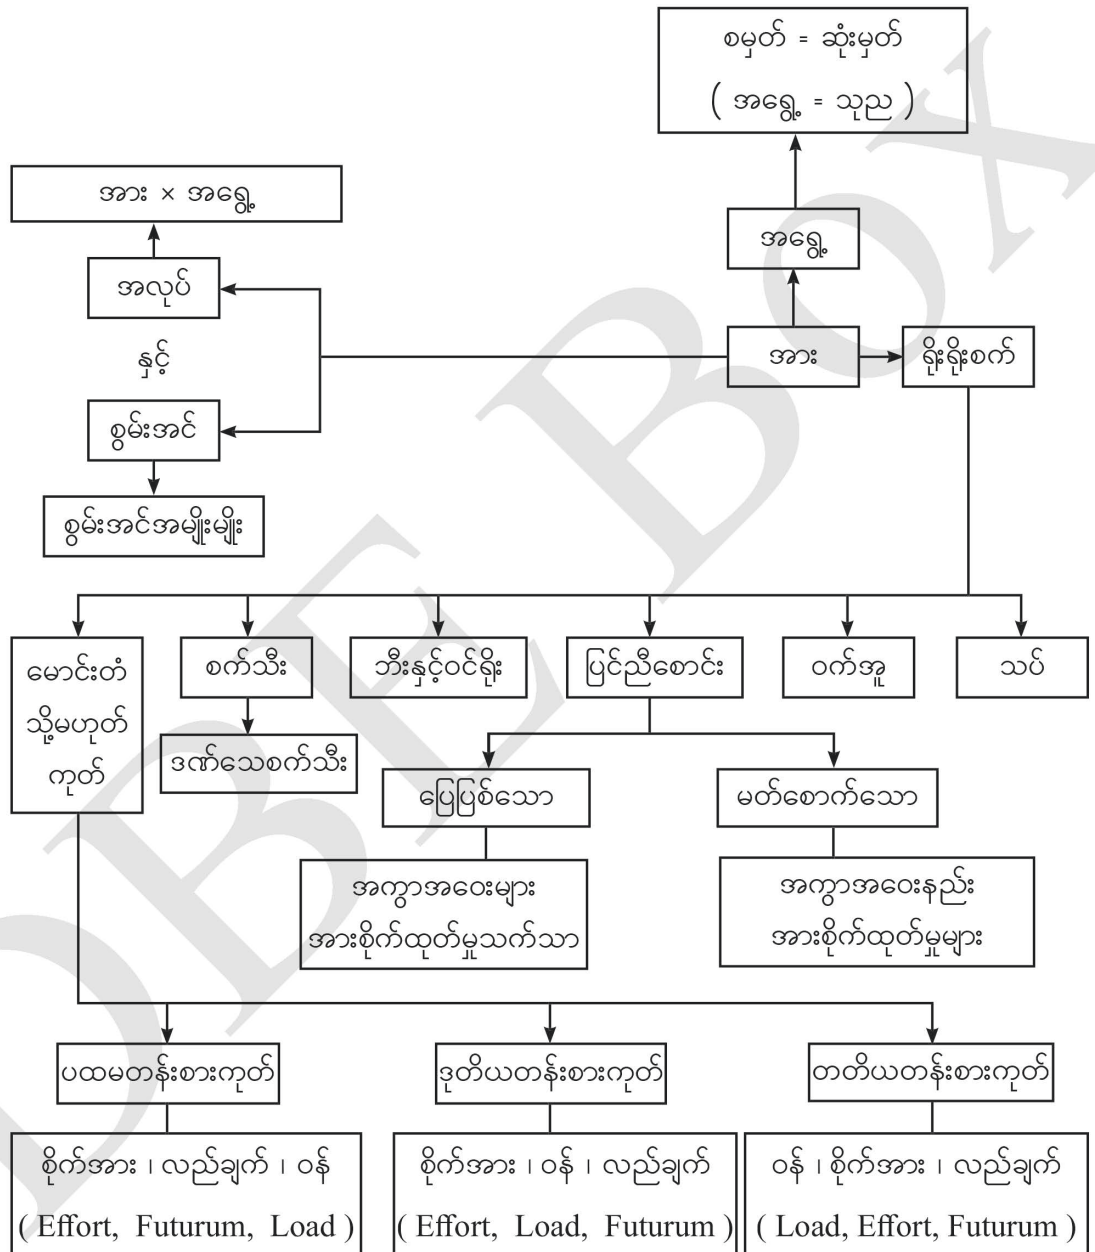 စမှတ် = ဆုံးမှတ်
( အရွေ့ = သုည )
အား × အရွေ့
အရွေ့
အလုပ်
နှင့်
အား
ရိုးရိုးစက်
စွမ်းအင်
စွမ်းအင်အမျိုးမျိုး
မောင်းတံ
သို့မဟုတ်
ကုတ်
စက်သီး
ဘီးနှင့်ဝင်ရိုး
ပြင်ညီစောင်း
ဝက်အူ
သပ်
ဒဏ်သေစက်သီး
ပြေပြစ်သော
မတ်စောက်သော
အကွာအဝေးများ
အားစိုက်ထုတ်မှုသက်သာ
အကွာအဝေးနည်း
အားစိုက်ထုတ်မှုများ
ပထမတန်းစားကုတ်
ဒုတိယတန်းစားကုတ်
တတိယတန်းစားကုတ်
စိုက်အား ၊ လည်ချက် ၊ ဝန်
( Effort, Futurum, Load )
စိုက်အား ၊ ဝန် ၊ လည်ချက်
( Effort, Load, Futurum )
ဝန် ၊ စိုက်အား ၊ လည်ချက်
( Load, Effort, Futurum )
DBE BOX